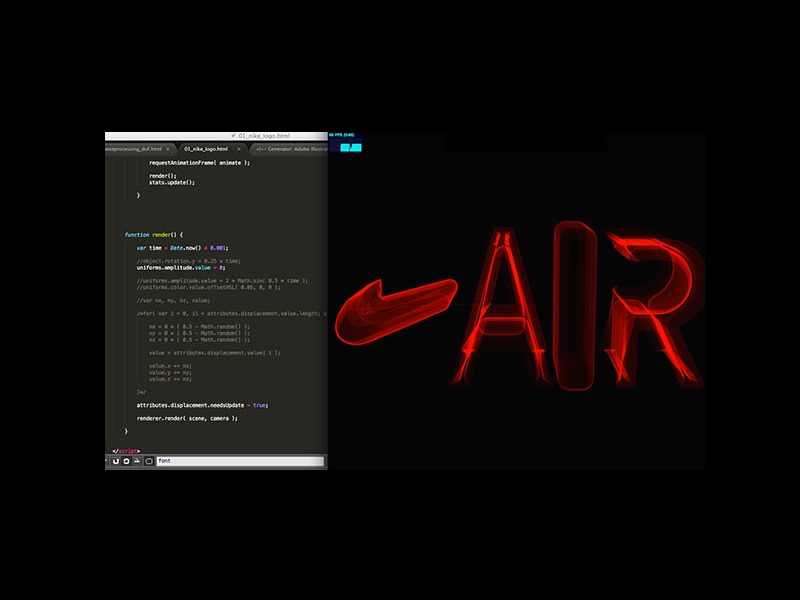 01_nike_logo.html
postprocessing_dof.html × 01_nike_logo.html × <!-- Generator: Adobe Illustra
requestAnimationFrame( animate );
render();
stats.update();
}
function render() {
var time = Date.now() * 0.001;
//object.rotation.y = 0.25 * time;
uniforms.amplitude.value = 0;
//uniforms.amplitude.value = 2 * Math.sin( 0.5 * time );
//uniforms.color.value.offsetHSL( 0.05, 0, 0 );
//var nx, ny, nz, value;
/*for( var i = 0, il = attributes.displacement.value.length; i
nx = 0 * ( 0.5 - Math.random() );
ny = 0 * ( 0.5 - Math.random() );
nz = 0 * ( 0.5 - Math.random() );
value = attributes.displacement.value[ i ];
value.x += nx;
value.y += ny;
value.z += nz;
}*/
attributes.displacement.needsUpdate = true;
renderer.render( scene, camera );
}
</script>
font
60 FPS (0-60)
AIR